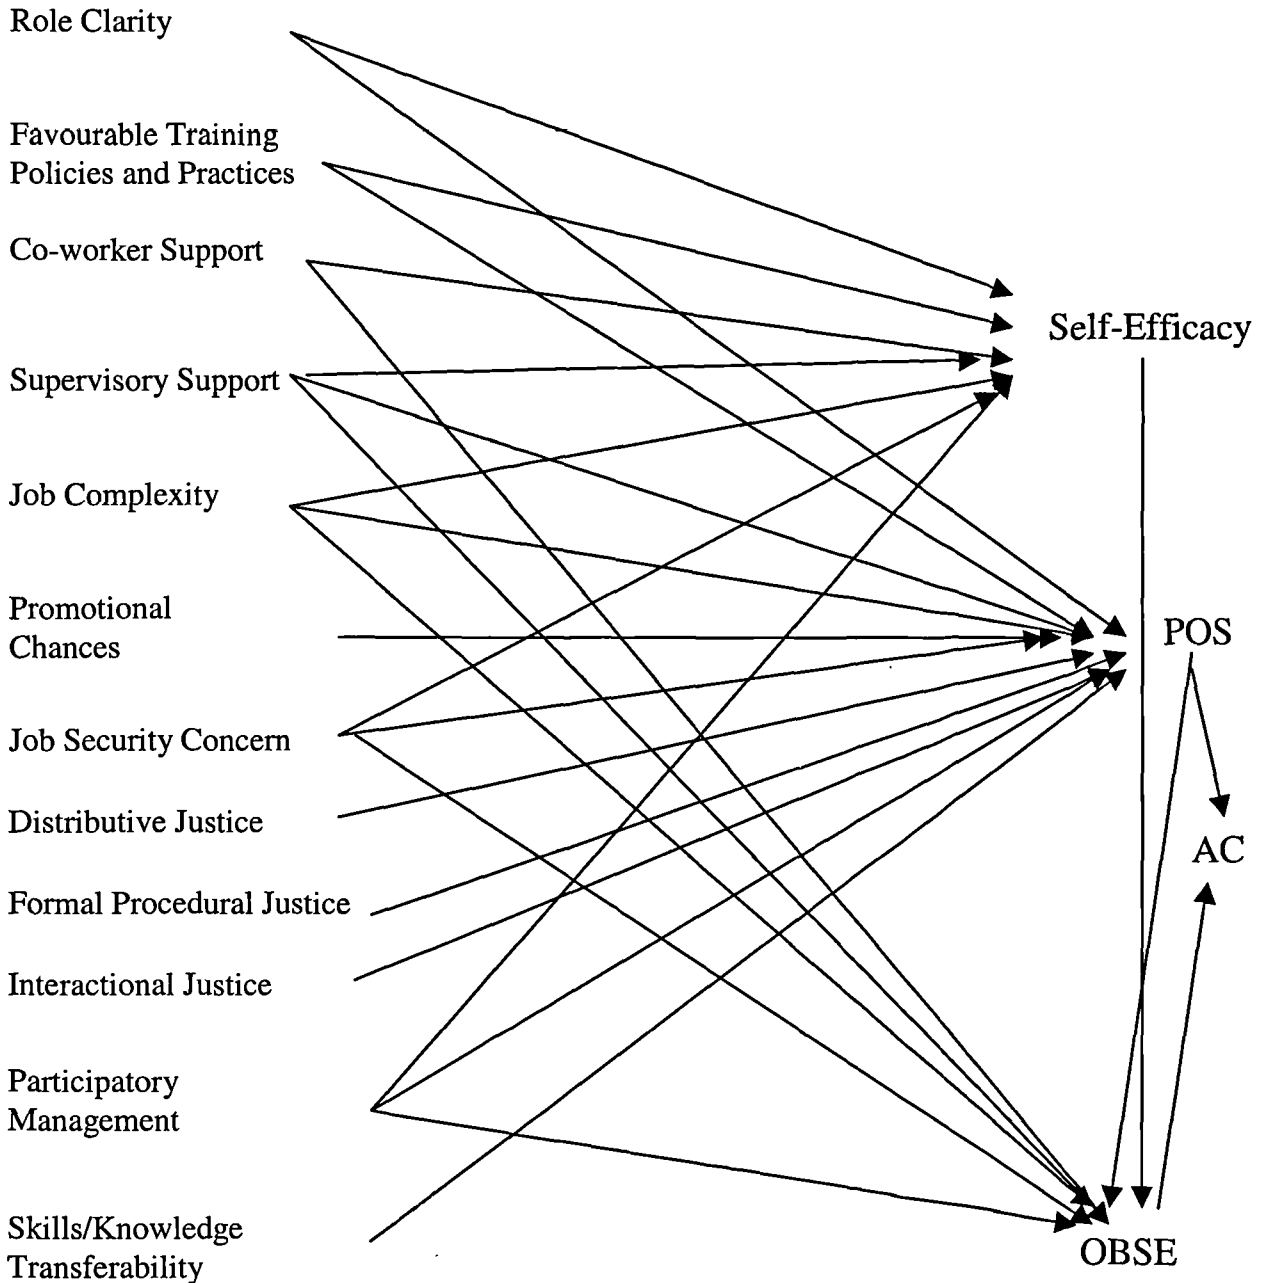 Role Clarity
Favourable Training
Policies and Practices
Co-worker Support
Self-Efficacy
Supervisory Support
Job Complexity
Promotional
Chances
POS
Job Security Concern
Distributive Justice
AC
Formal Procedural Justice
Interactional Justice
Participatory
Management
Skills/Knowledge
Transferability
OBSE